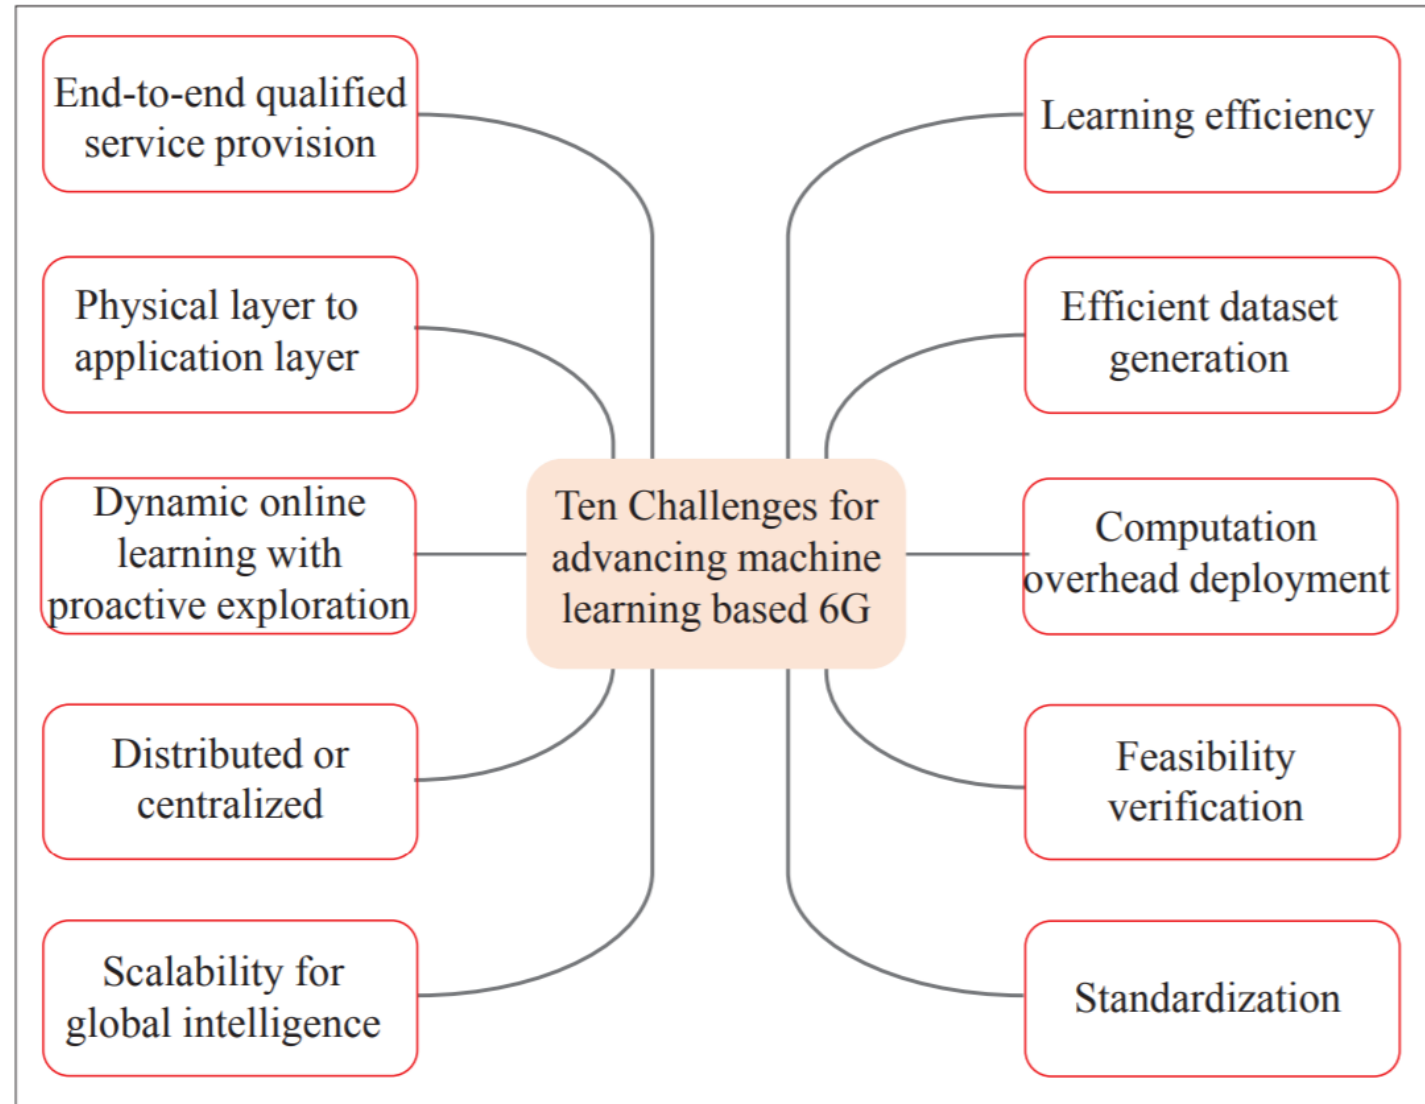 End-to-end qualified
service provision
Physical layer to
application layer
Dynamic online
learning with
proactive exploration
Distributed or
centralized
Scalability for
global intelligence
Ten Challenges for
advancing machine
learning based 6G
Learning efficiency
Efficient dataset
generation
Computation
overhead deployment
Feasibility
verification
Standardization